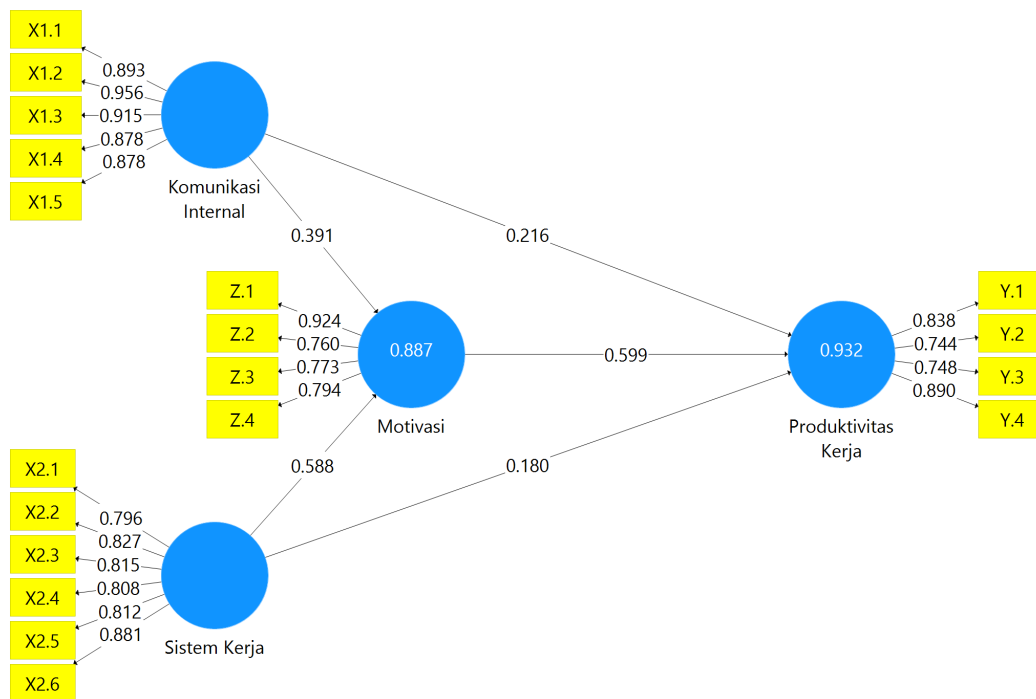 X1.1
X1.2
X1.3
X1.4
X1.5
0.893
0.956
0.915
0.878
0.878
Komunikasi
Internal
0.391
0.216
Z.1
Z.2
Z.3
Z.4
0.924
0.760
0.773
0.794
0.887
Motivasi
0.599
0.932
Produktivitas
Kerja
0.838
0.744
0.748
0.890
Y.1
Y.2
Y.3
Y.4
0.588
0.180
X2.1
X2.2
X2.3
X2.4
X2.5
X2.6
0.796
0.827
0.815
0.808
0.812
0.881
Sistem Kerja